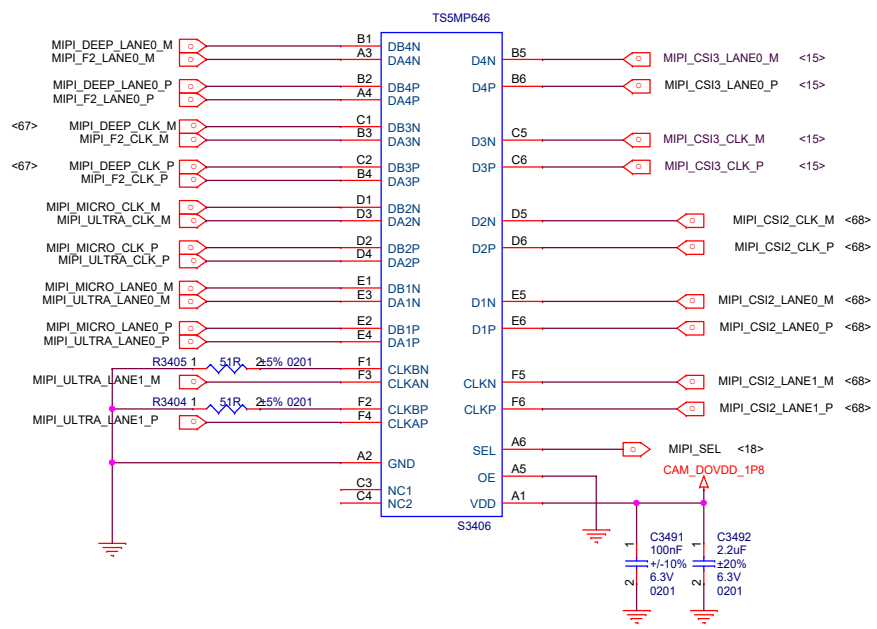 TS5MP646
MIPI_DEEP_LANE0_M B1 DB4N
MIPI_F2_LANE0_M A3 DA4N
D4N B5 MIPI_CSI3_LANE0_M <15>
MIPI_DEEP_LANE0_P B2 DB4P
MIPI_F2_LANE0_P A4 DA4P
D4P B6 MIPI_CSI3_LANE0_P <15>
<67> MIPI_DEEP_CLK_M C1 DB3N
MIPI_F2_CLK_M B3 DA3N
D3N C5 MIPI_CSI3_CLK_M <15>
<67> MIPI_DEEP_CLK_P C2 DB3P
MIPI_F2_CLK_P B4 DA3P
D3P C6 MIPI_CSI3_CLK_P <15>
MIPI_MICRO_CLK_M D1 DB2N
MIPI_ULTRA_CLK_M D3 DA2N
D2N D5 MIPI_CSI2_CLK_M <68>
MIPI_MICRO_CLK_P D2 DB2P
MIPI_ULTRA_CLK_P D4 DA2P
D2P D6 MIPI_CSI2_CLK_P <68>
MIPI_MICRO_LANE0_M E1 DB1N
MIPI_ULTRA_LANE0_M E3 DA1N
D1N E5 MIPI_CSI2_LANE0_M <68>
MIPI_MICRO_LANE0_P E2 DB1P
MIPI_ULTRA_LANE0_P E4 DA1P
D1P E6 MIPI_CSI2_LANE0_P <68>
R3405 1 51R 2 ±5% 0201 F1 CLKBN
MIPI_ULTRA_LANE1_M F3 CLKAN
CLKN F5 MIPI_CSI2_LANE1_M <68>
R3404 1 51R 2 ±5% 0201 F2 CLKBP
MIPI_ULTRA_LANE1_P F4 CLKAP
CLKP F6 MIPI_CSI2_LANE1_P <68>
SEL A6 MIPI_SEL <18>
A2 GND
OE A5 CAM_DOVDD_1P8
C3 NC1
C4 NC2
VDD A1
S3406
1 C3491 1 C3492
100nF 2.2uF
+/-10% ±20%
2 6.3V 2 6.3V
0201 0201